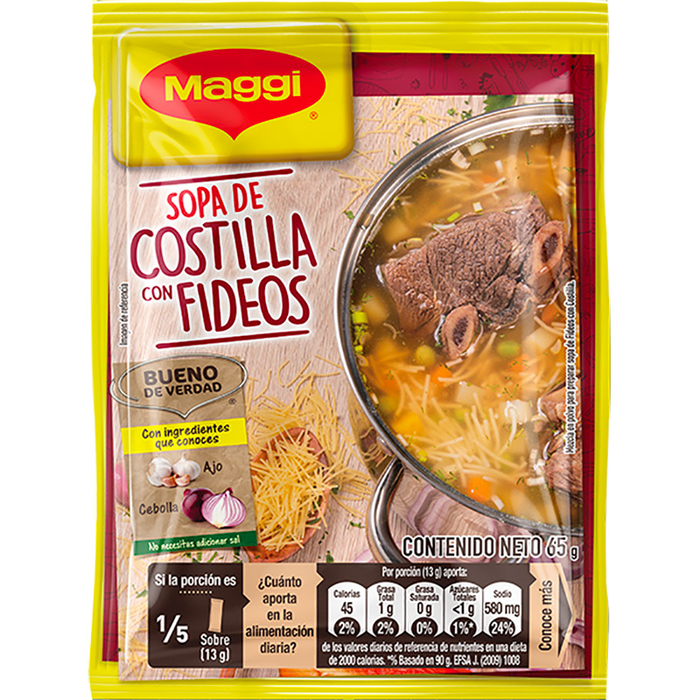 Maggi
®
SOPA DE
COSTILLA
CON FIDEOS
Imagen de referencia
BUENO
DE VERDAD
®
Con ingredientes
que conoces
Ajo
Cebolla
No necesitas adicionar sal
Mezcla en polvo para preparar sopa de Fideos con Costilla.
CONTENIDO NETO 65 g
Si la porción es
1/5
Sobre
(13 g)
¿Cuánto
aporta
en la
alimentación
diaria?
Por porción (13 g) aporta:
Calorías
45
2%
Grasa
Total
1 g
2%
Grasa
Saturada
0 g
0%
Azúcares
Totales
<1 g
1%*
Sodio
580 mg
24%
de los valores diarios de referencia de nutrientes en una dieta
de 2000 calorías. *% Basado en 90 g. EFSA J. (2009) 1008
Conoce más